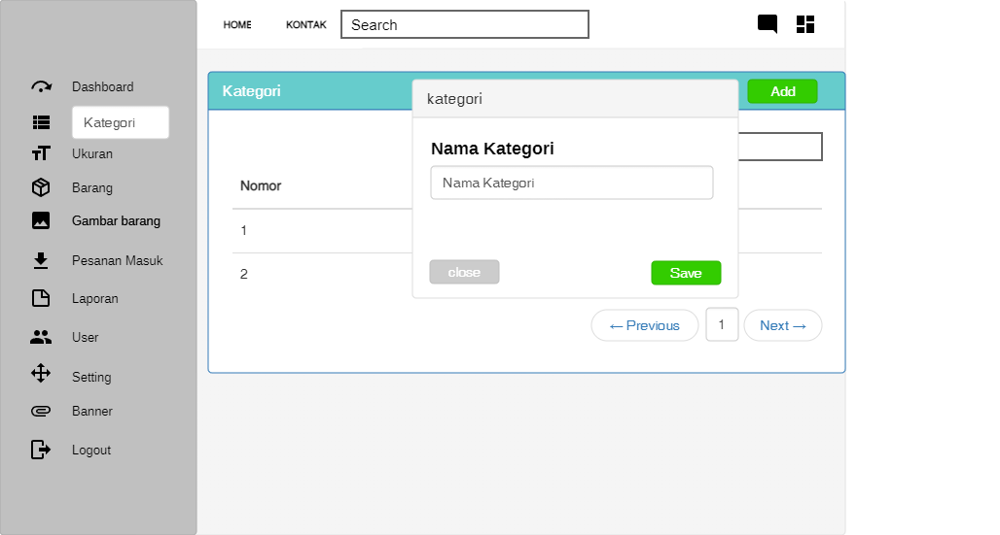 HOME
KONTAK
Search
Dashboard
Kategori
Ukuran
Barang
Gambar barang
Pesanan Masuk
Laporan
User
Setting
Banner
Logout
Kategori
Add
kategori
Nama Kategori
Nama Kategori
close
Save
Nomor
1
2
← Previous
1
Next →